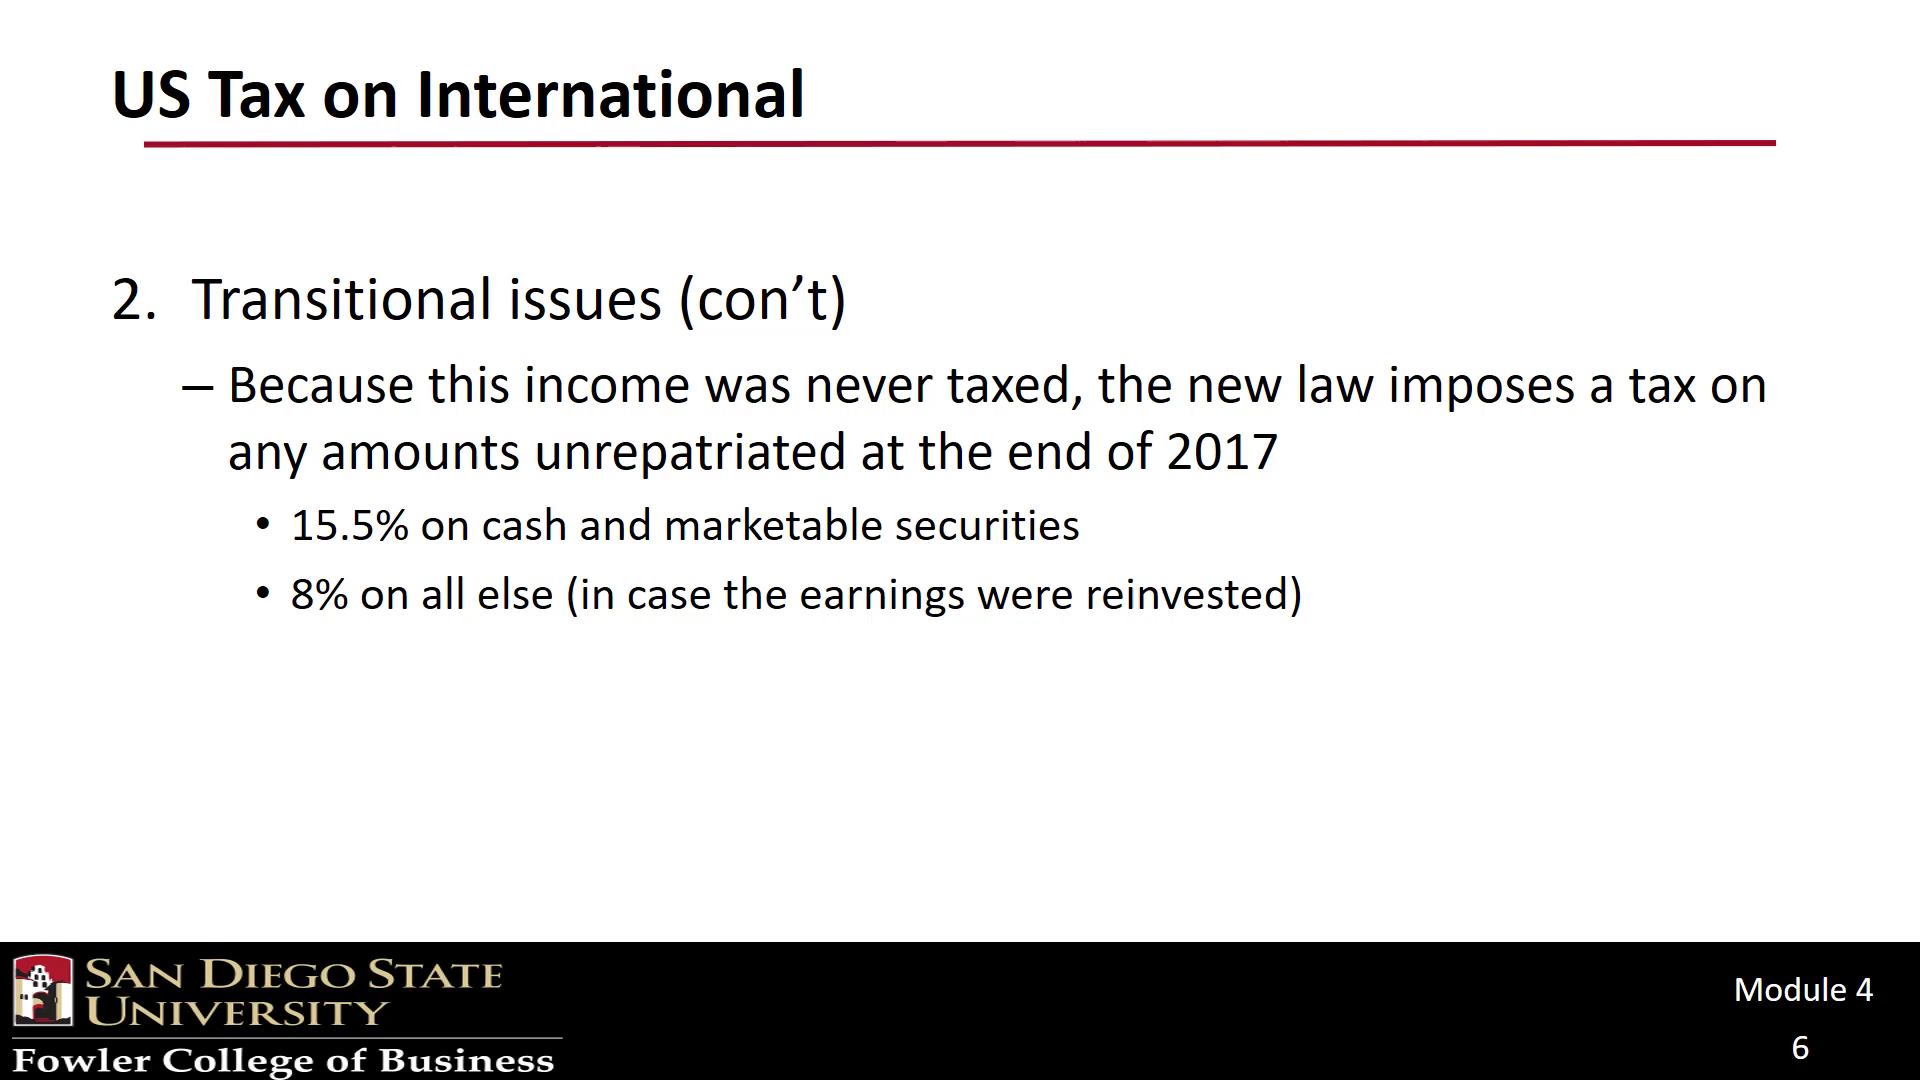 US Tax on International
2. Transitional issues (con’t)
– Because this income was never taxed, the new law imposes a tax on
any amounts unrepatriated at the end of 2017
• 15.5% on cash and marketable securities
• 8% on all else (in case the earnings were reinvested)
SAN DIEGO STATE
UNIVERSITY
Fowler College of Business
Module 4
6